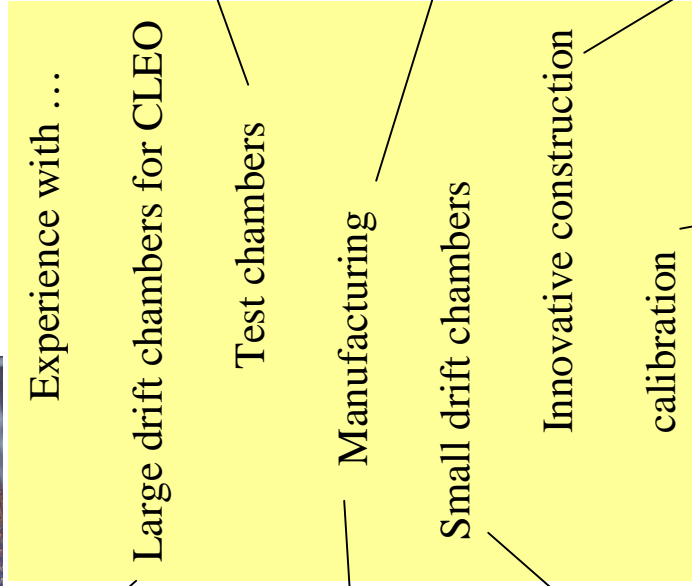 Experience with …
Large drift chambers for CLEO
Test chambers
Manufacturing
Small drift chambers
Innovative construction
calibration